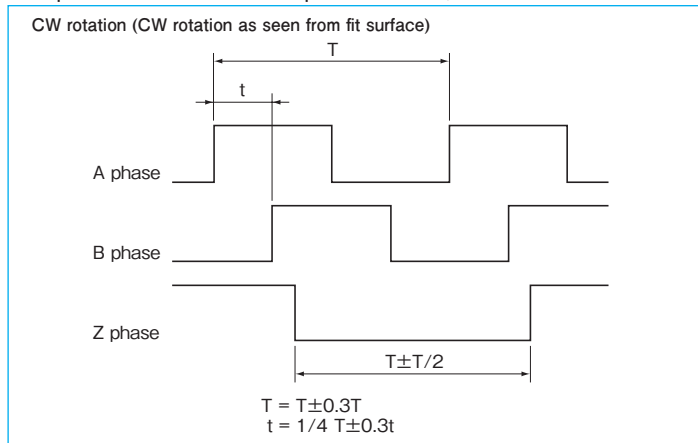 CW rotation (CW rotation as seen from fit surface)
T
t
A phase
B phase
Z phase
T±T/2
T = T±0.3T
t = 1/4 T±0.3t